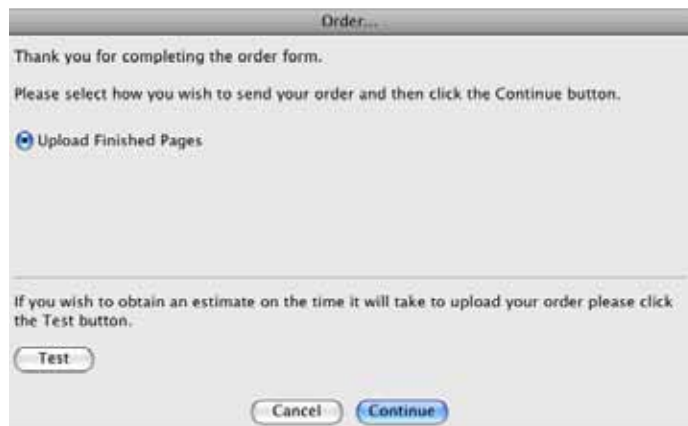 Order...
Thank you for completing the order form.
Please select how you wish to send your order and then click the Continue button.
Upload Finished Pages
If you wish to obtain an estimate on the time it will take to upload your order please click
the Test button.
Test
Cancel Continue